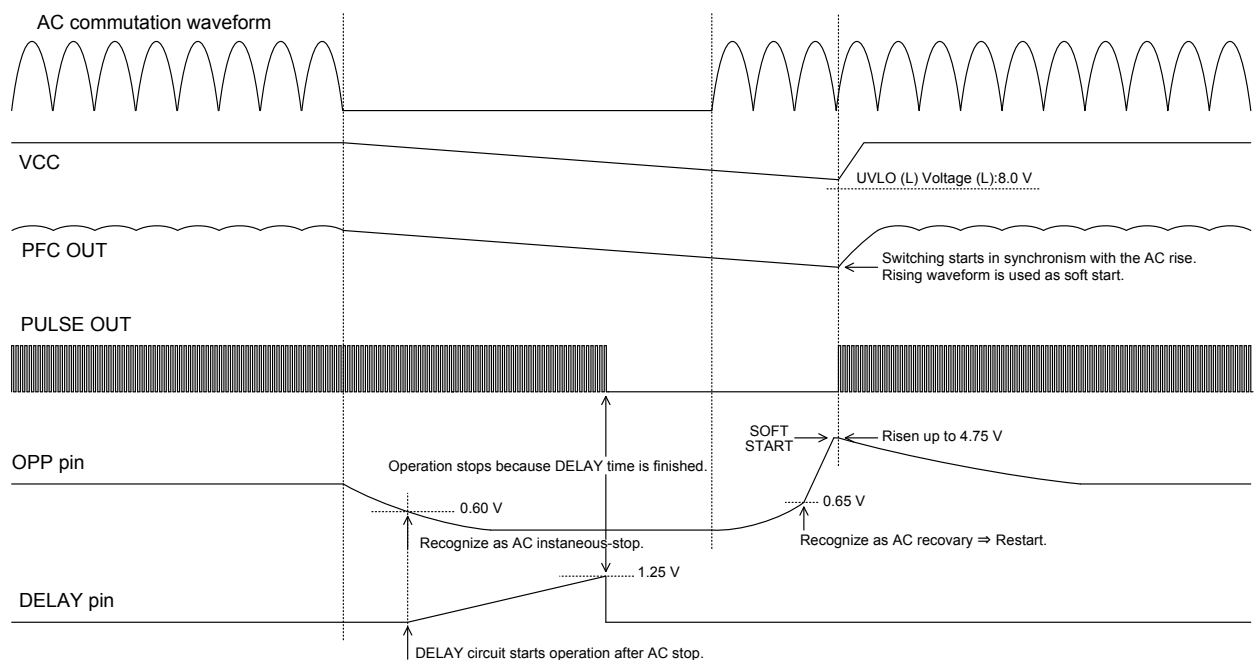 AC commutation waveform
VCC
UVLO (L) Voltage (L):8.0 V
PFC OUT
Switching starts in synchronism with the AC rise.
Rising waveform is used as soft start.
PULSE OUT
SOFT
START
Risen up to 4.75 V
OPP pin
Operation stops because DELAY time is finished.
0.60 V
0.65 V
Recognize as AC instaneous-stop.
Recognize as AC recovery ⇒ Restart.
1.25 V
DELAY pin
DELAY circuit starts operation after AC stop.